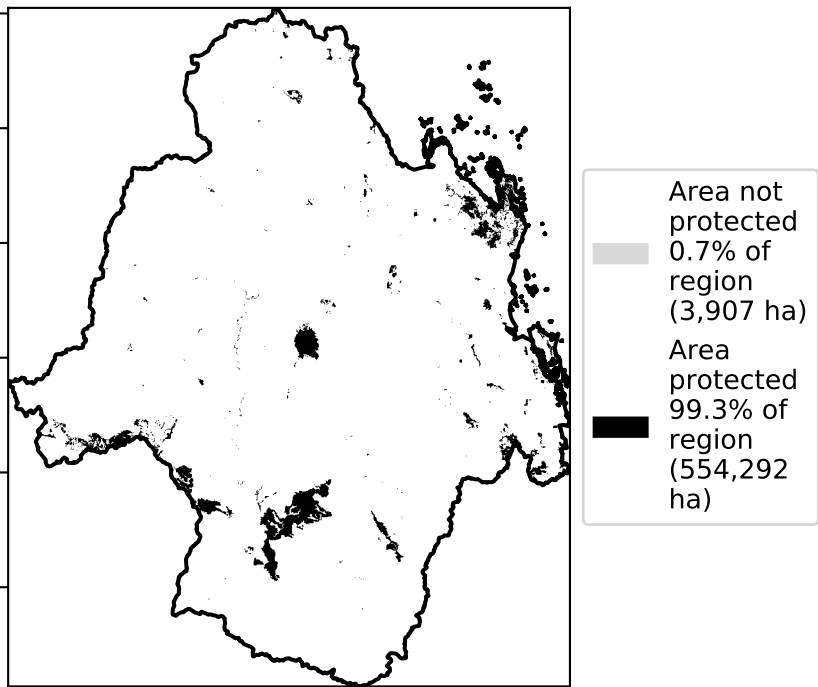 Area not
protected
0.7% of
region
(3,907 ha)
Area
protected
99.3% of
region
(554,292
ha)